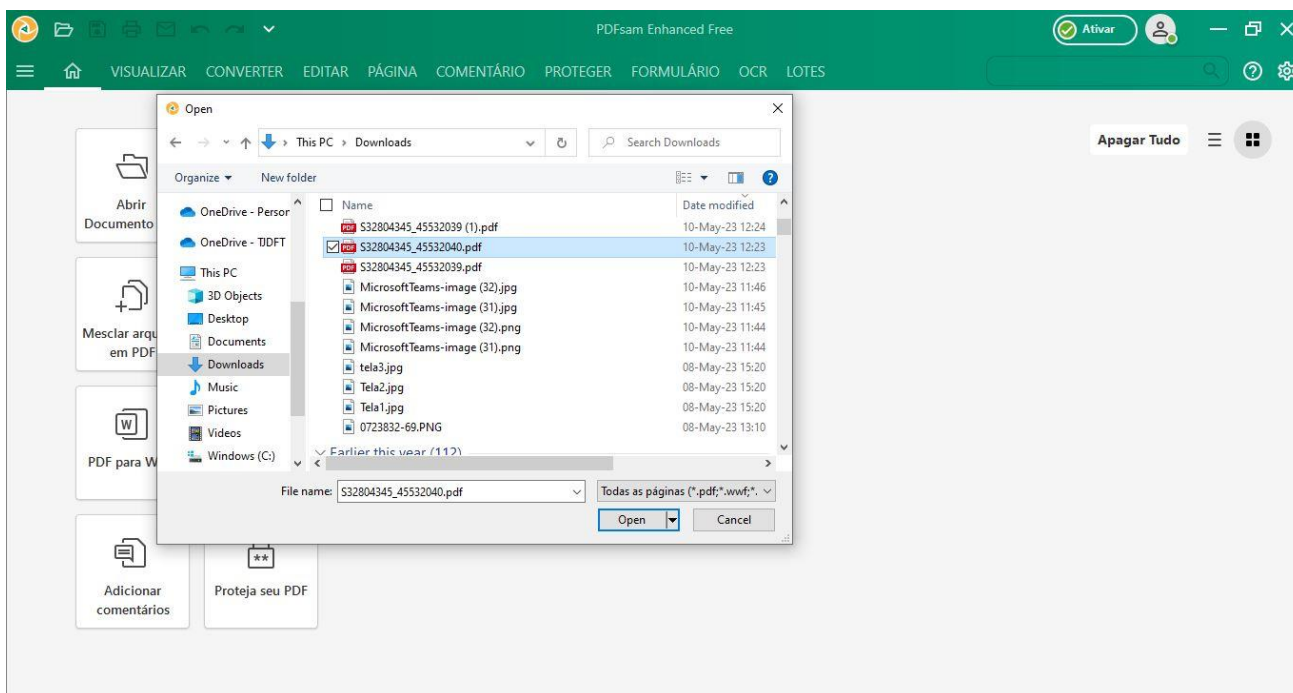 PDFsam Enhanced Free
Ativar
VISUALIZAR CONVERTER EDITAR PÁGINA COMENTÁRIO PROTEGER FORMULÁRIO OCR LOTES
Open
This PC > Downloads
Search Downloads
Organize New folder
Name Date modified
OneDrive - Person
OneDrive - TJDFT
This PC
3D Objects
Desktop
Documents
Downloads
Music
Pictures
Videos
Windows (C:)
S32804345_45532039 (1).pdf 10-May-23 12:24
S32804345_45532040.pdf 10-May-23 12:23
S32804345_45532039.pdf 10-May-23 12:23
MicrosoftTeams-image (32).jpg 10-May-23 11:46
MicrosoftTeams-image (31).jpg 10-May-23 11:45
MicrosoftTeams-image (32).png 10-May-23 11:44
MicrosoftTeams-image (31).png 10-May-23 11:44
tela3.jpg 08-May-23 15:20
Tela2.jpg 08-May-23 15:20
Tela1.jpg 08-May-23 15:20
0723832-69.PNG 08-May-23 13:10
Earlier this year (112)
File name: S32804345_45532040.pdf
Todas as páginas (*.pdf;*.wwf;*.
Open Cancel
Apagar Tudo
Abrir
Documento
Mesclar arqu
em PDF
PDF para W
Adicionar
comentários
Proteja seu PDF